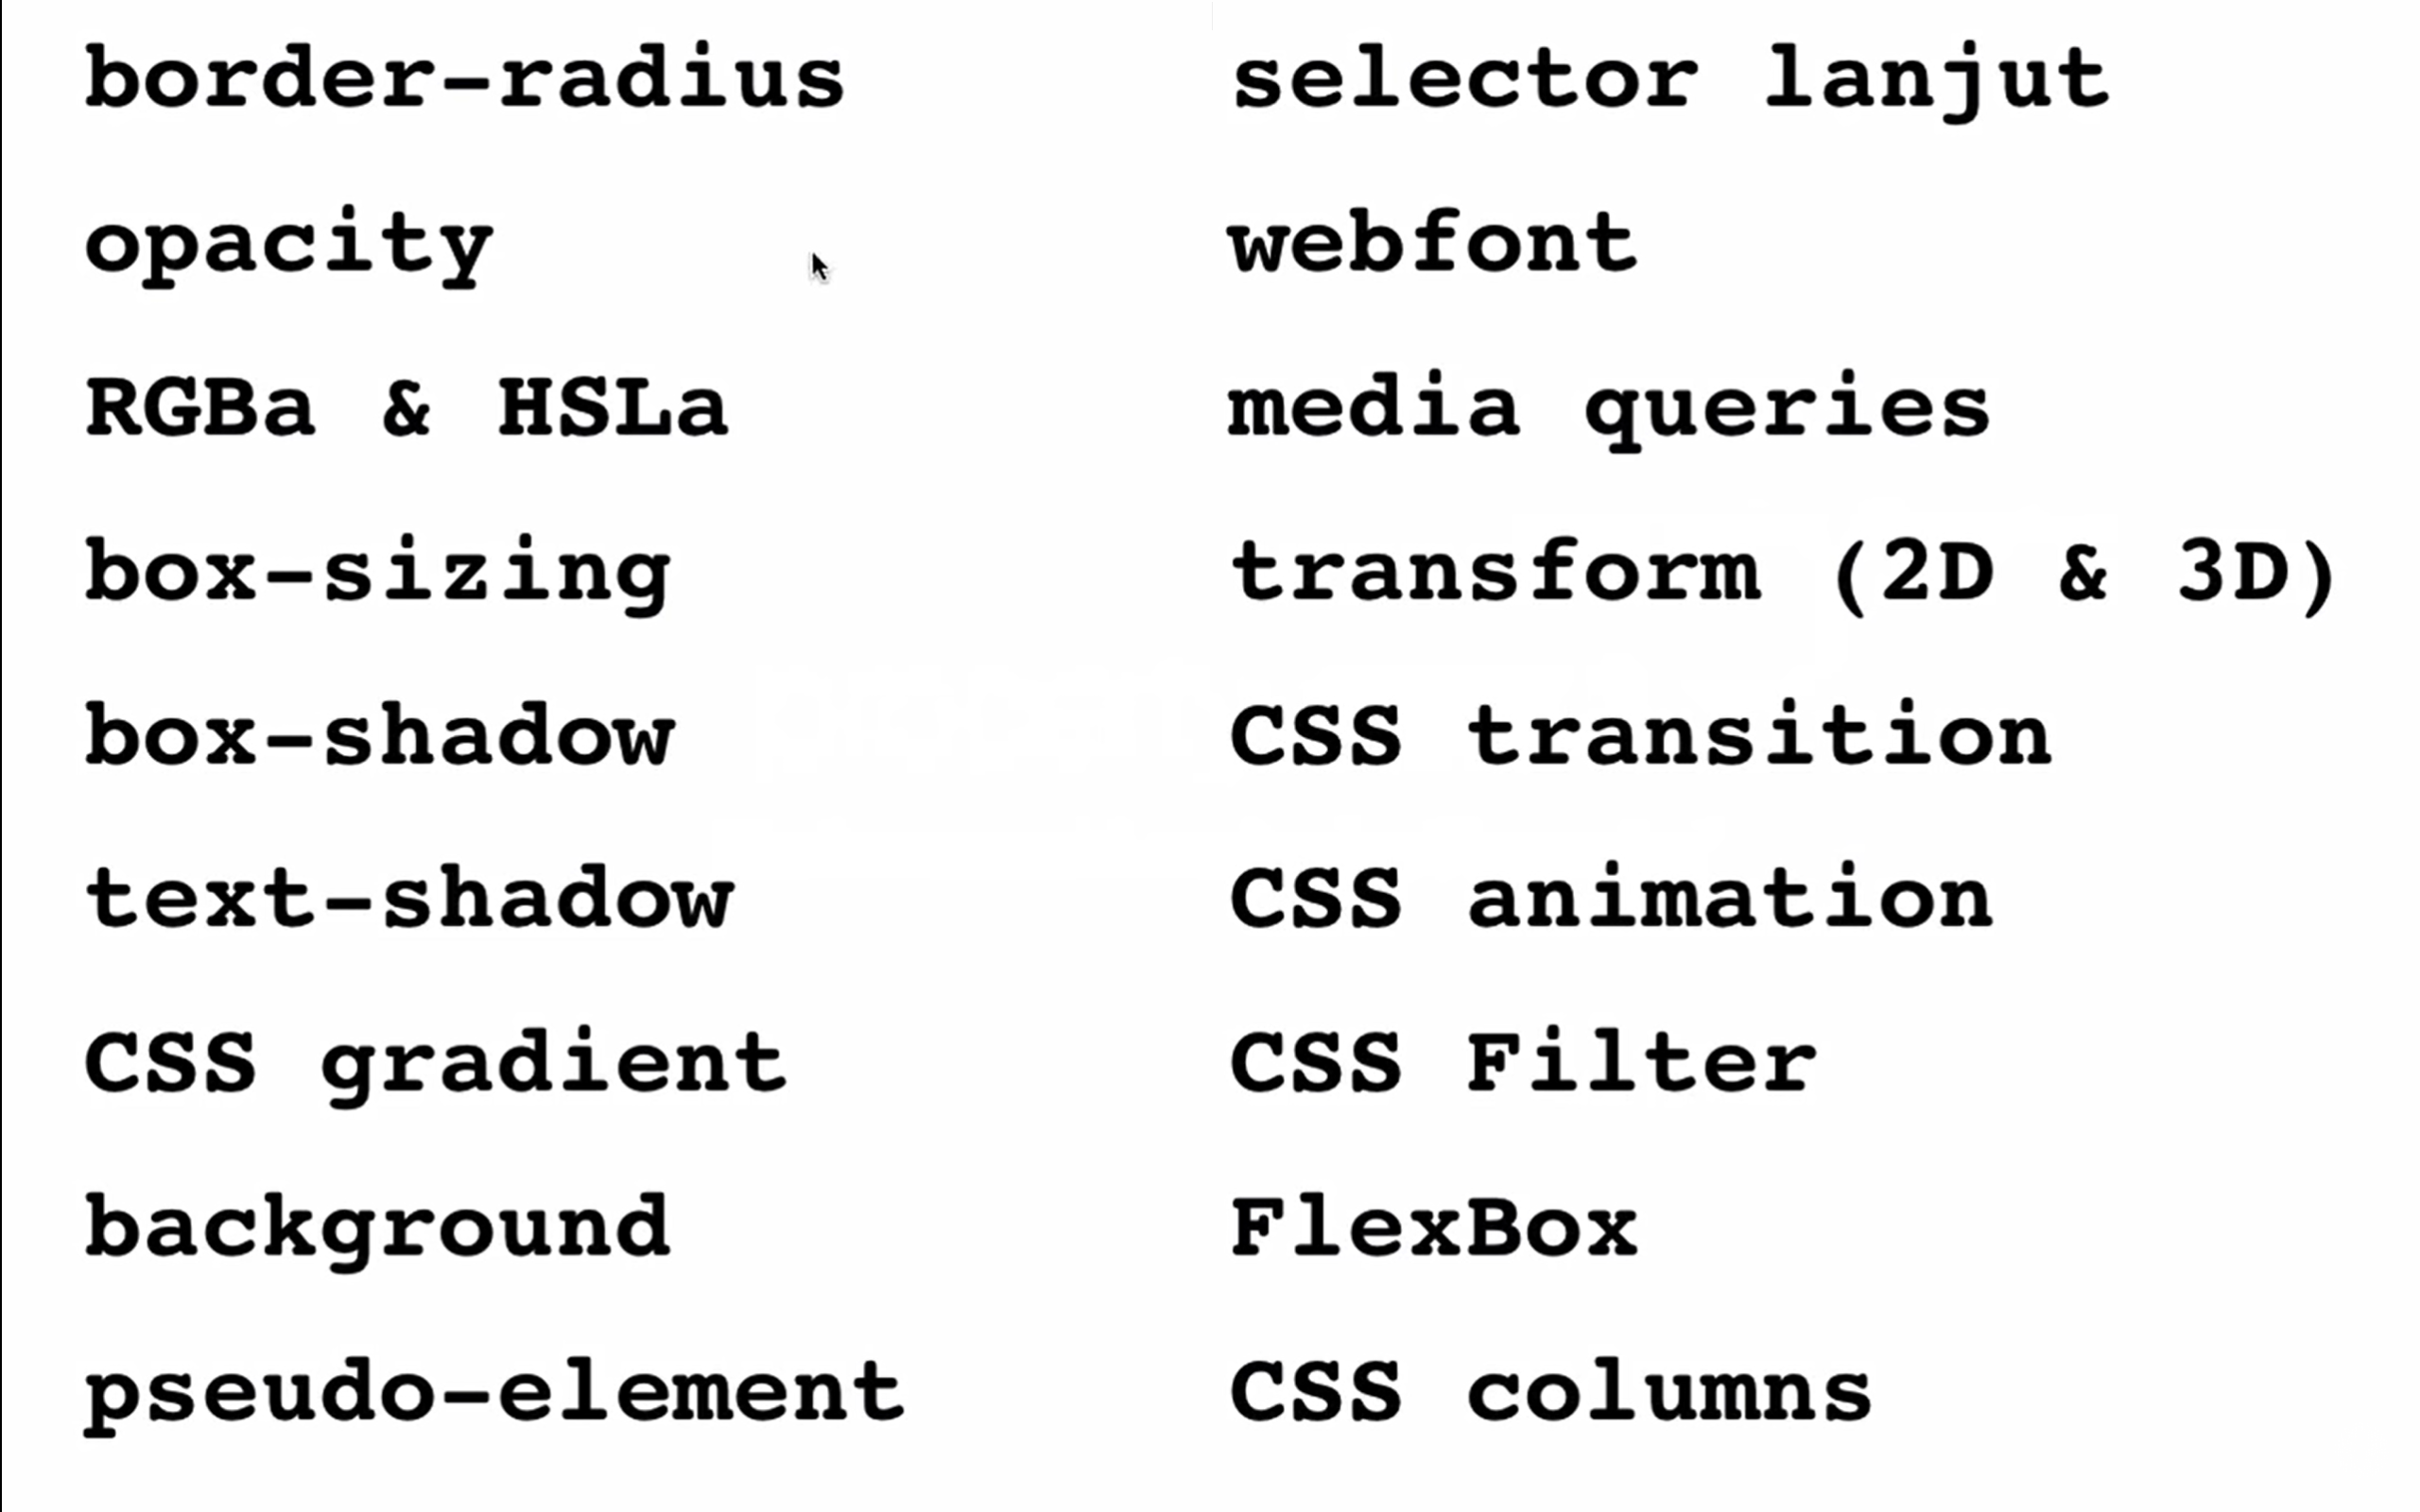 border-radius
opacity
RGBa & HSLa
box-sizing
box-shadow
text-shadow
CSS gradient
background
pseudo-element
selector lanjut
webfont
media queries
transform (2D & 3D)
CSS transition
CSS animation
CSS Filter
FlexBox
CSS columns